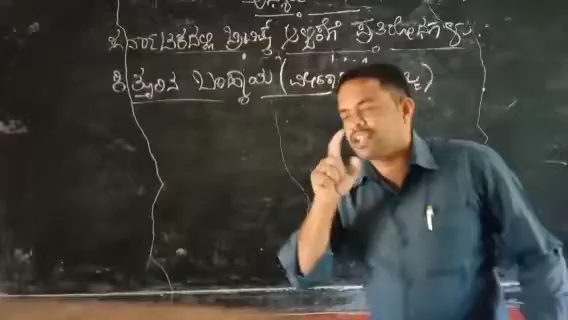 ಕರ್ನಾಟಕದಲ್ಲಿ ಬ್ರಿಟಿಷ್ ಆಳ್ವಿಕೆಗೆ ಪ್ರತಿರೋಧಗಳು.
ಕಿತ್ತೂರಿನ ಬಂಡಾಯ